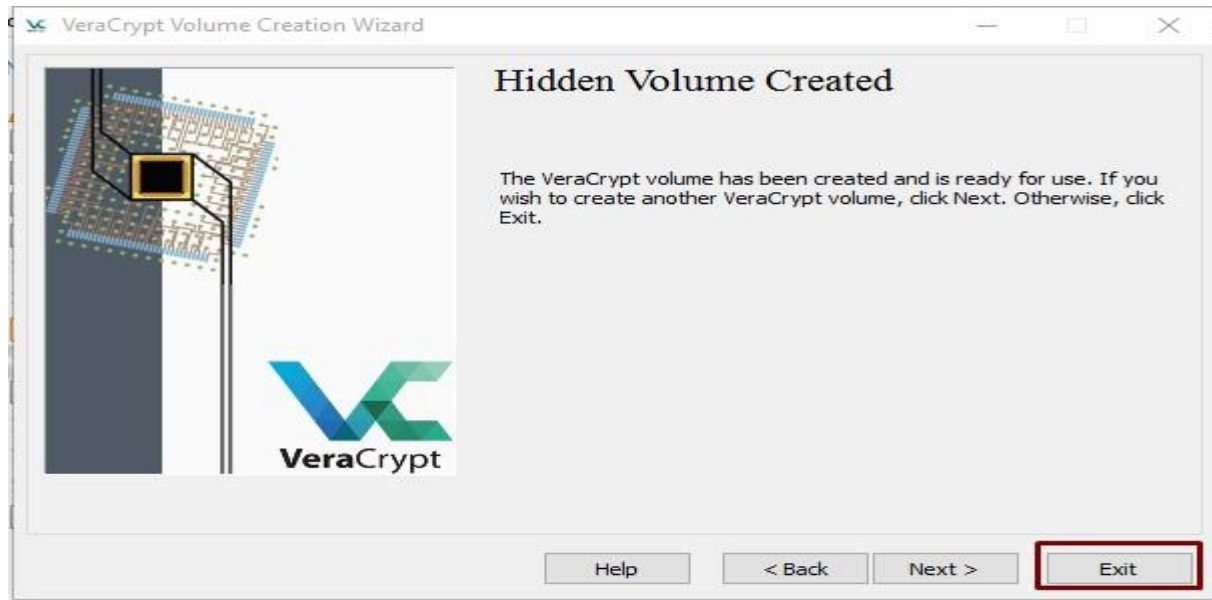 VeraCrypt Volume Creation Wizard
Hidden Volume Created
The VeraCrypt volume has been created and is ready for use. If you
wish to create another VeraCrypt volume, click Next. Otherwise, click
Exit.
VeraCrypt
Help
< Back
Next >
Exit